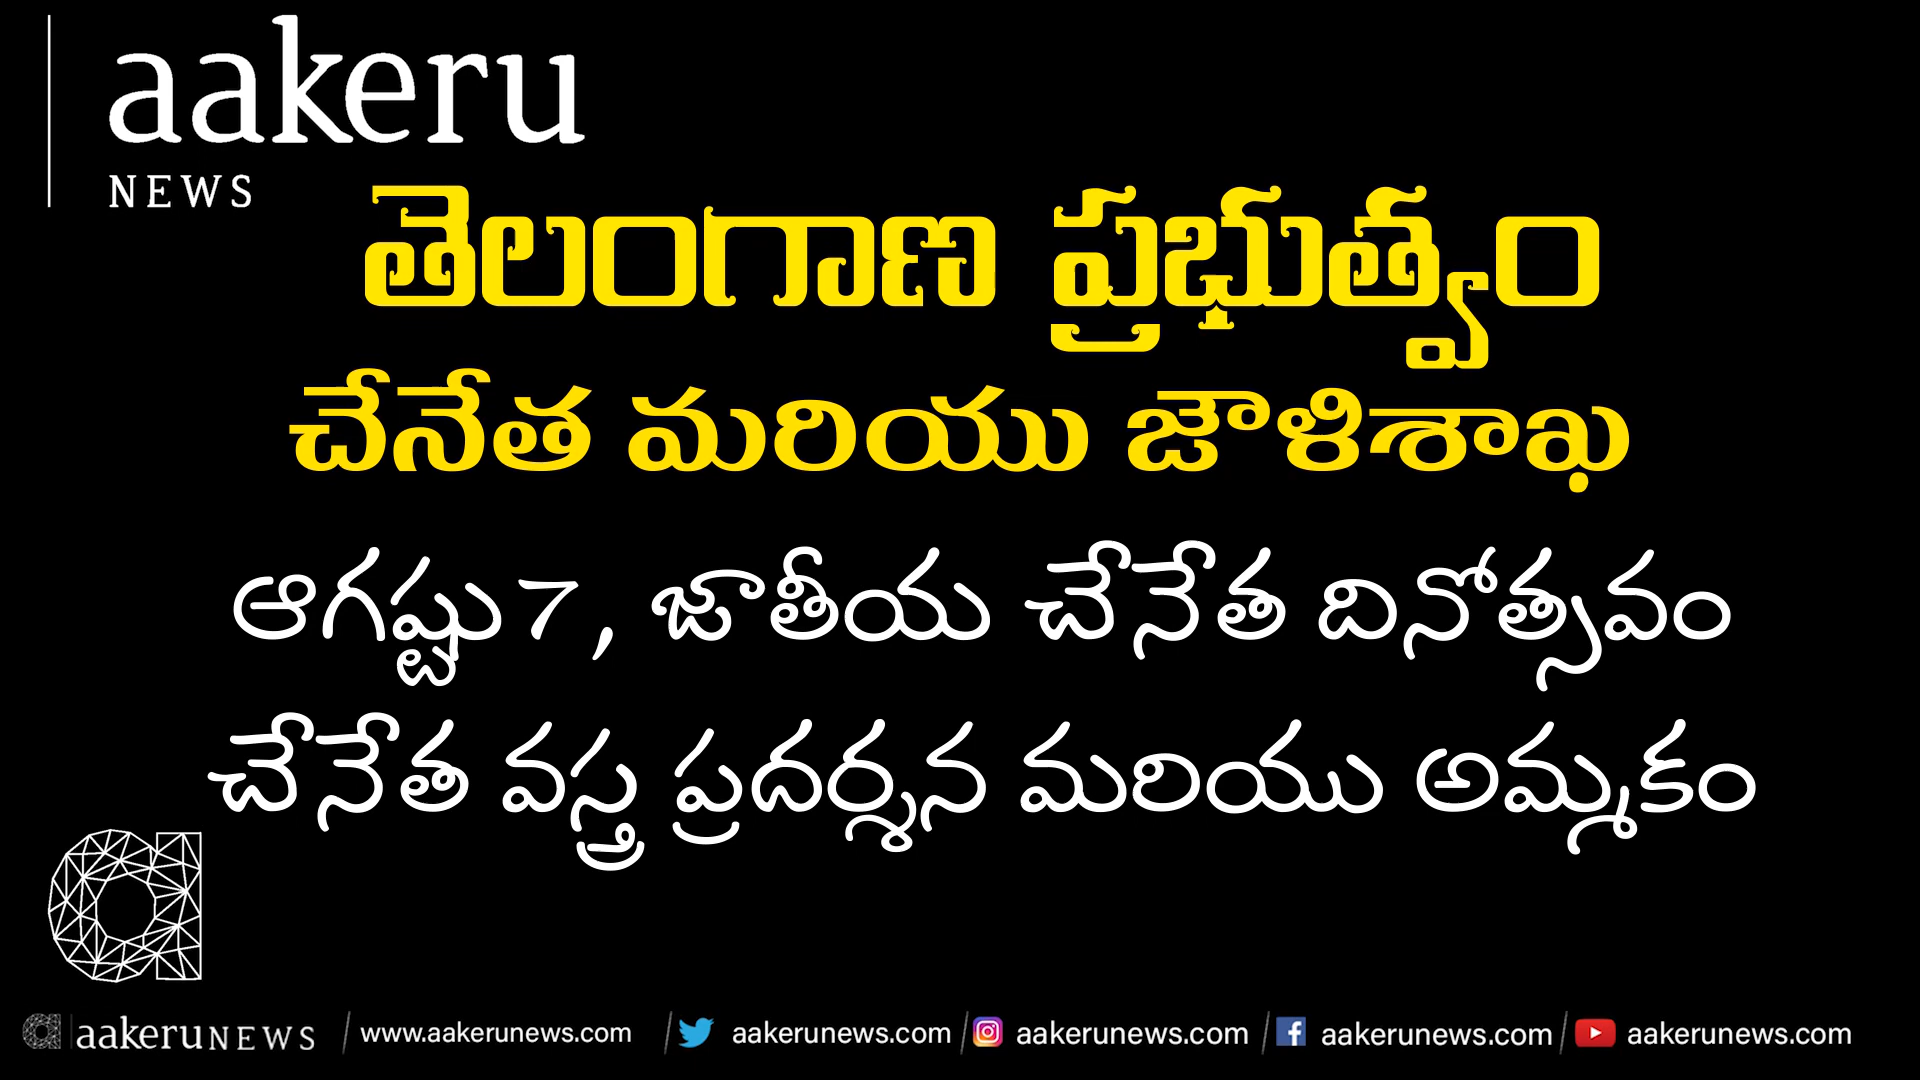 aakeru
NEWS
తెలంగాణ ప్రభుత్వం
చేనేత మరియు జౌళిశాఖ
ఆగష్టు 7, జాతీయ చేనేత దినోత్సవం
చేనేత వస్త్ర ప్రదర్శన మరియు అమ్మకం
aakeruNEWS / www.aakerunews.com / aakerunews.com / aakerunews.com / aakerunews.com / aakerunews.com